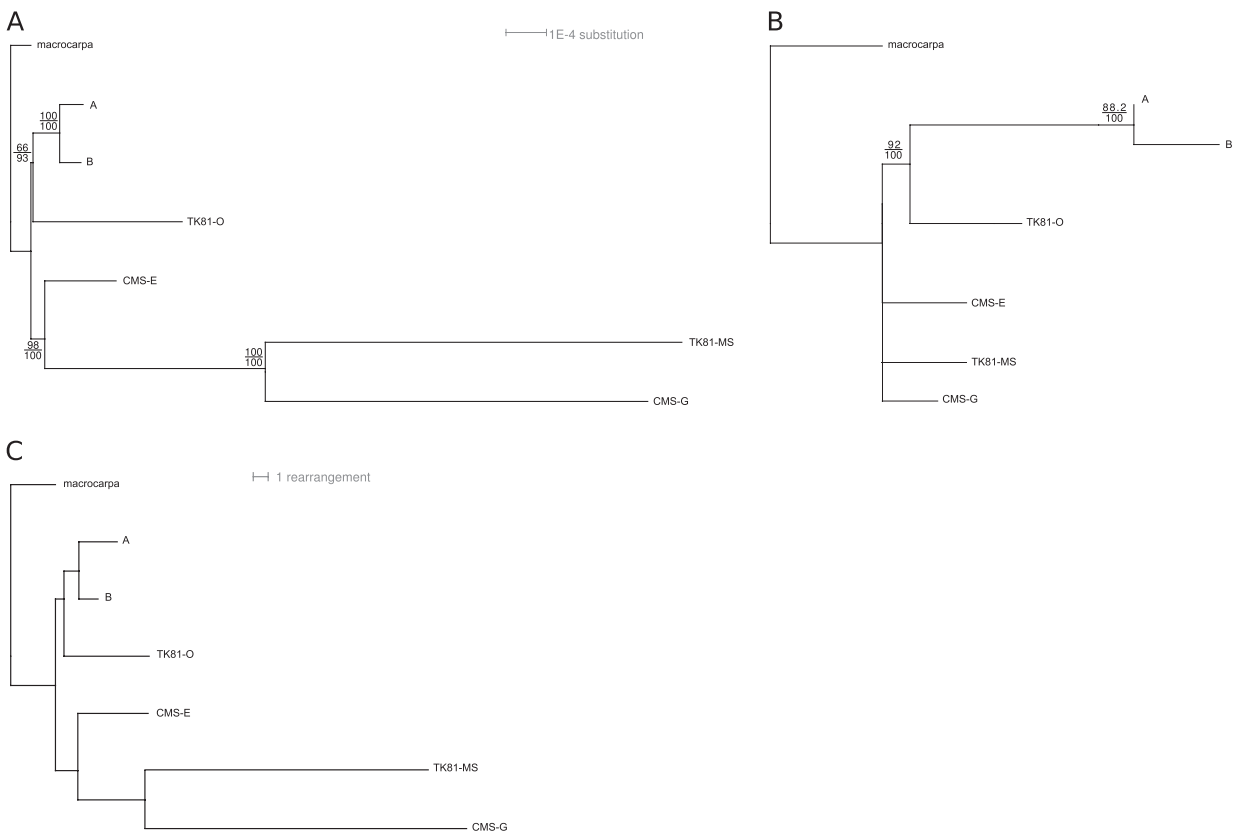 A
macrocarpa
1E-4 substitution
A
100
100
B
66
93
TK81-O
CMS-E
98
100
100
100
TK81-MS
CMS-G
B
macrocarpa
A
88.2
100
B
92
100
TK81-O
CMS-E
TK81-MS
CMS-G
C
macrocarpa
1 rearrangement
A
B
TK81-O
CMS-E
TK81-MS
CMS-G